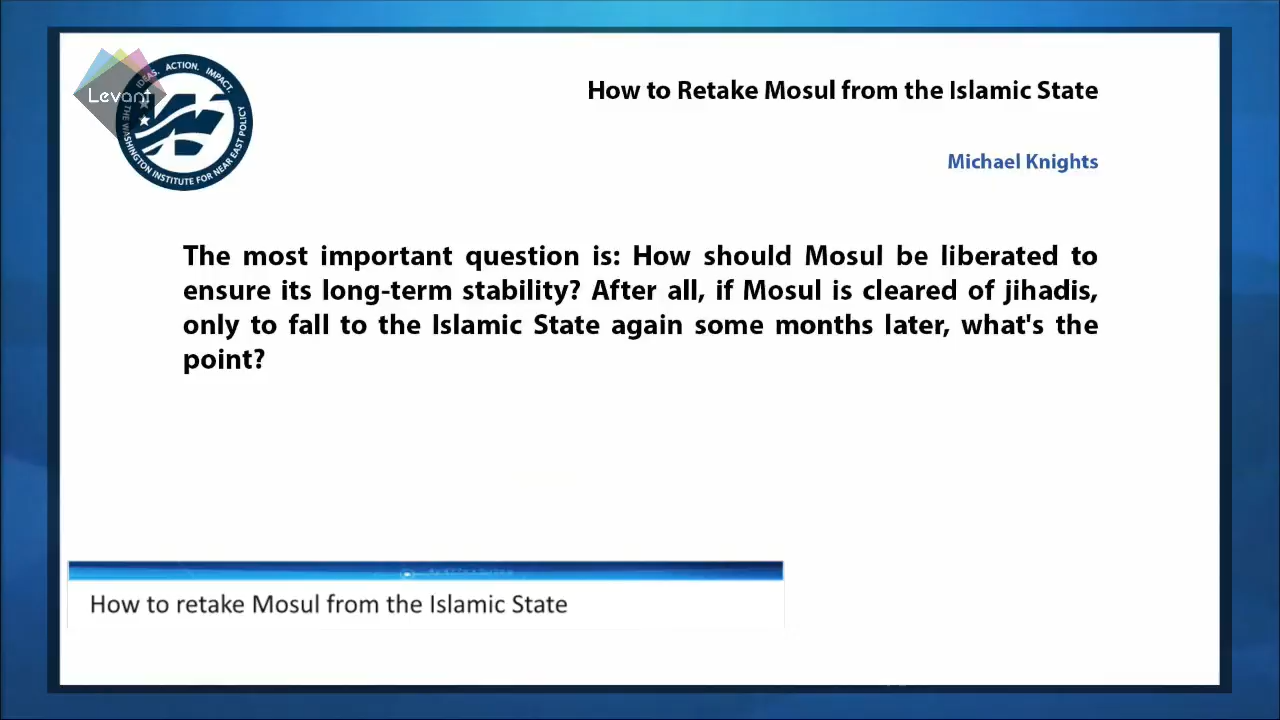 Levant
IDEAS. ACTION. IMPACT.
THE WASHINGTON INSTITUTE FOR NEAR EAST POLICY
How to Retake Mosul from the Islamic State
Michael Knights
The most important question is: How should Mosul be liberated to
ensure its long-term stability? After all, if Mosul is cleared of jihadis,
only to fall to the Islamic State again some months later, what's the
point?
How to retake Mosul from the Islamic State